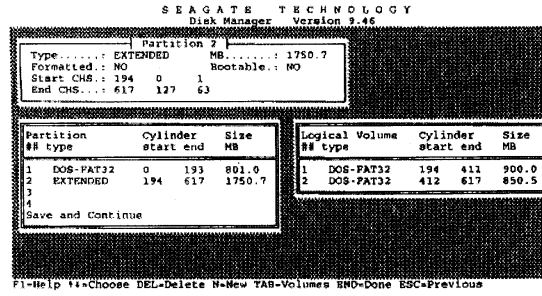 SEAGATE TECHNOLOGY
Disk Manager Version 9.46
Partition 2
Type......: EXTENDED MB.......: 1750.7
Formatted.: NO Bootable.: NO
Start CHS.: 194 0 1
End CHS...: 617 127 63
Partition Cylinder Size
## type start end MB
1 DOS-FAT32 0 193 801.0
2 EXTENDED 194 617 1750.7
3
4
Save and Continue
Logical Volume Cylinder Size
## type start end MB
1 DOS-FAT32 194 411 900.0
2 DOS-FAT32 412 617 850.5
F1=Help ↑↓=Choose DEL=Delete N=New TAB=Volumes END=Done ESC=Previous